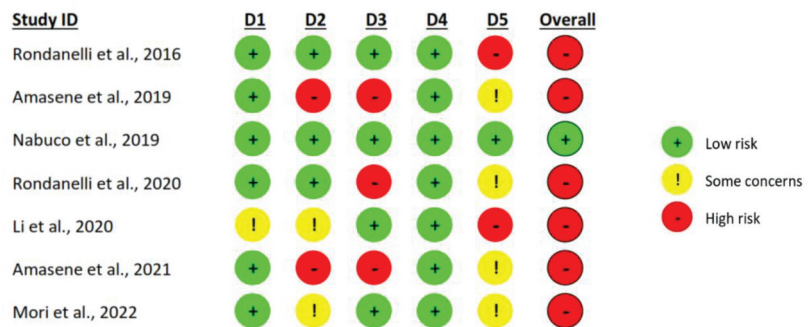 Study ID D1 D2 D3 D4 D5 Overall
Rondanelli et al., 2016 + + + + - -
Amasene et al., 2019 + - - + ! -
Nabuco et al., 2019 + + + + + +
Rondanelli et al., 2020 + + - + ! -
Li et al., 2020 ! ! + + - -
Amasene et al., 2021 + - - + ! -
Mori et al., 2022 + ! + + ! -
+ Low risk
! Some concerns
- High risk